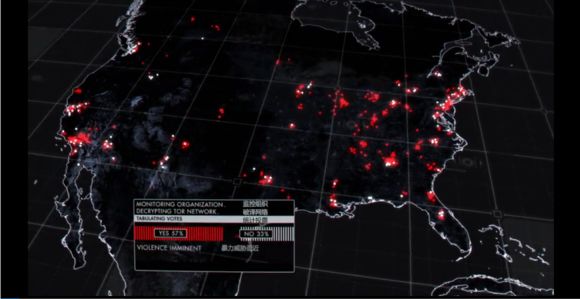 MONITORING ORGANIZATION. 监控组织
DECRYPTING TOR NETWORK. 破译网络
TABULATING VOTES 统计投票
YES 57% NO 33%
VIOLENCE IMMINENT 暴力威胁逼近